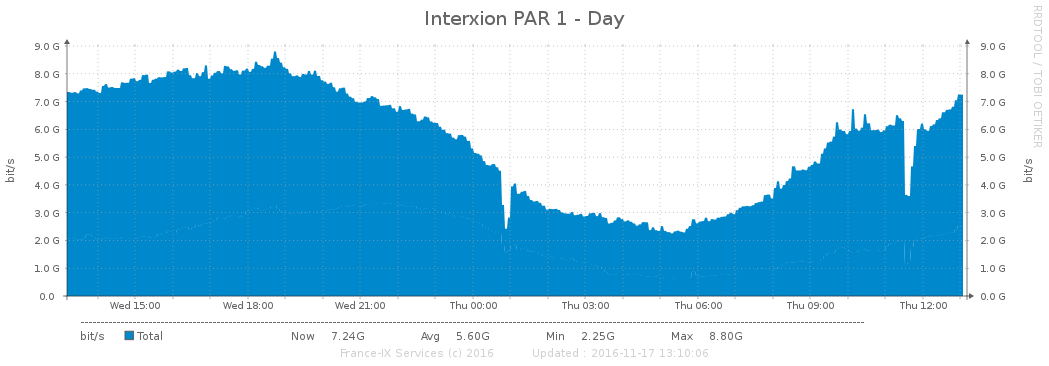 Interxion PAR 1 - Day
RRDTOOL / TOBI OETIKER
bit/s
9.0 G 9.0 G
8.0 G 8.0 G
7.0 G 7.0 G
6.0 G 6.0 G
5.0 G 5.0 G
4.0 G 4.0 G
3.0 G 3.0 G
2.0 G 2.0 G
1.0 G 1.0 G
0.0 0.0 G
bit/s
Wed 15:00 Wed 18:00 Wed 21:00 Thu 00:00 Thu 03:00 Thu 06:00 Thu 09:00 Thu 12:00
bit/s Total Now 7.24G Avg 5.60G Min 2.25G Max 8.80G
France-IX Services (c) 2016 Updated : 2016-11-17 13:10:06